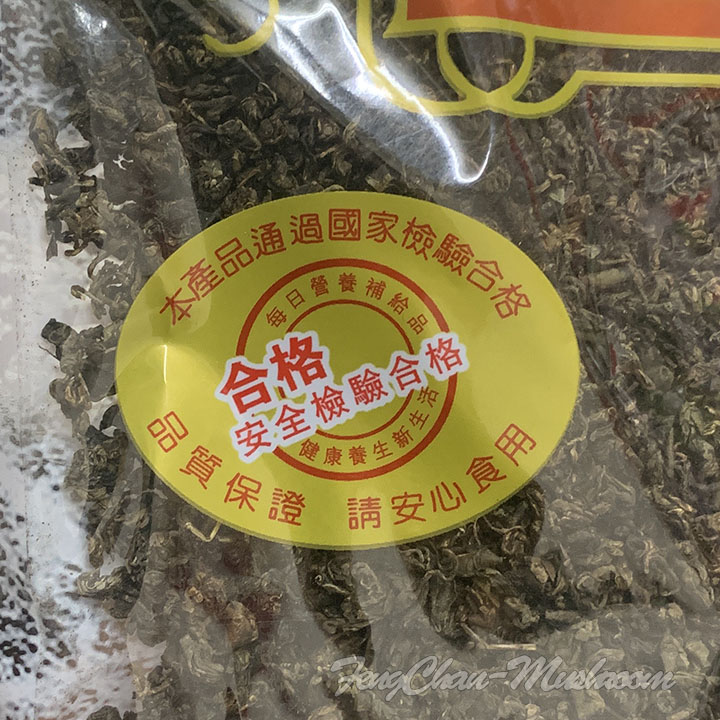 本產品通過國家檢驗合格
每日營養補給品
合格
安全檢驗合格
健康養生新生活
品質保證 請安心食用
FengChan-Mushroom